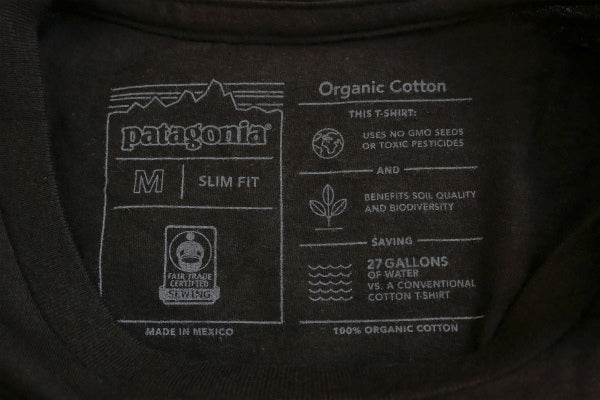 patagonia®
M | SLIM FIT
FAIR TRADE
CERTIFIED
SEWING
MADE IN MEXICO
Organic Cotton
THIS T-SHIRT:
USES NO GMO SEEDS
OR TOXIC PESTICIDES
AND
BENEFITS SOIL QUALITY
AND BIODIVERSITY
SAVING
27 GALLONS
OF WATER
VS. A CONVENTIONAL
COTTON T-SHIRT
100% ORGANIC COTTON